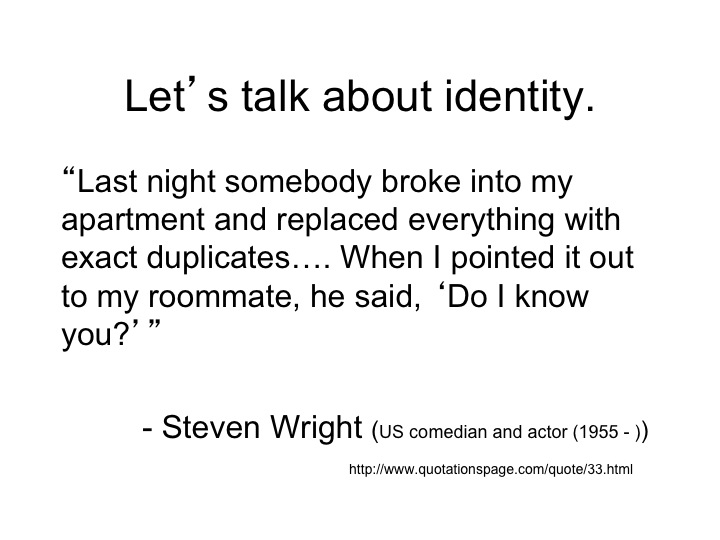 Let’s talk about identity.
“Last night somebody broke into my
apartment and replaced everything with
exact duplicates…. When I pointed it out
to my roommate, he said, ‘Do I know
you?’”
- Steven Wright (US comedian and actor (1955 - ))
http://www.quotationspage.com/quote/33.html